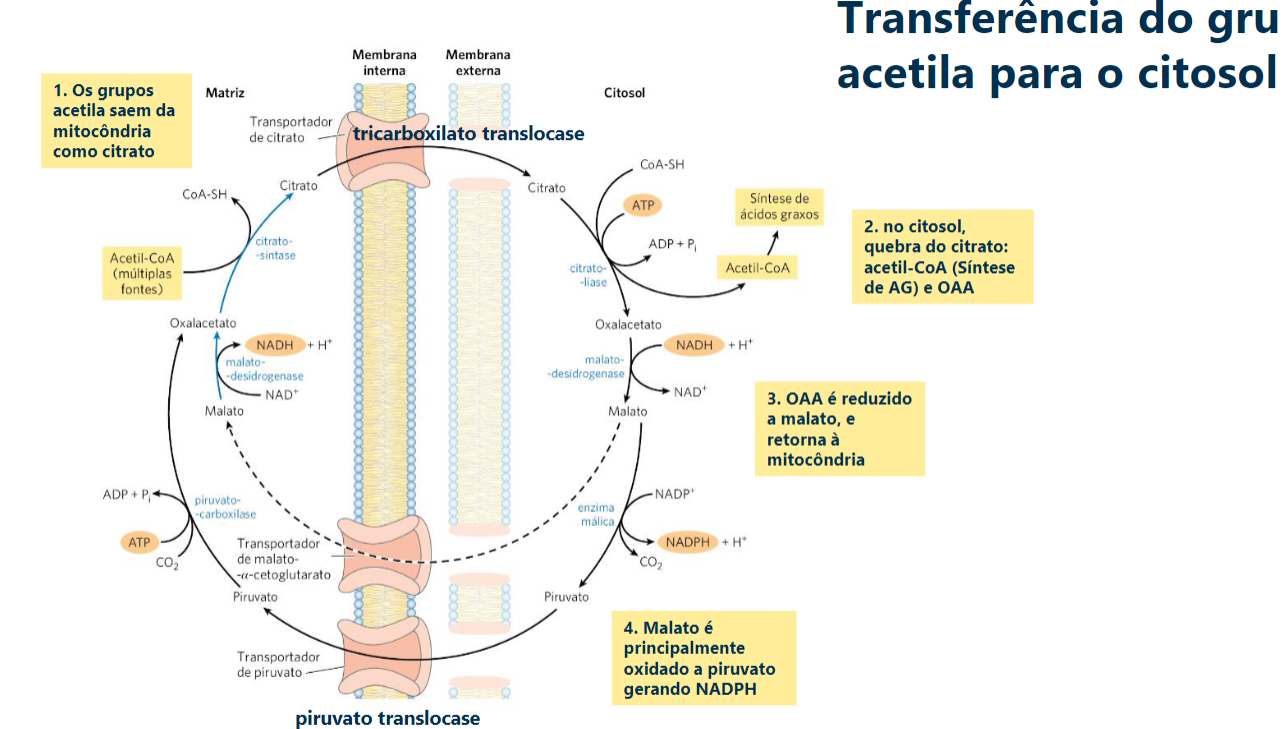 Transferência do gru
acetila para o citosol
Membrana
interna
Membrana
externa
1. Os grupos
acetila saem da
mitocôndria
como citrato
Matriz
Citosol
Transportador
de citrato
tricarboxilato translocase
Citrato
CoA-SH
citrato-
-sintase
Acetil-CoA
(múltiplas
fontes)
Oxalacetato
NADH + H⁺
malato-
-desidrogenase
NAD⁺
Malato
ADP + Pᵢ
piruvato-
-carboxilase
ATP
CO₂
Piruvato
Transportador
de malato-
-α-cetoglutarato
Transportador
de piruvato
piruvato translocase
Citrato
CoA-SH
ATP
ADP + Pᵢ
citrato-
-liase
Síntese de
ácidos graxos
Acetil-CoA
2. no citosol,
quebra do citrato:
acetil-CoA (Síntese
de AG) e OAA
Oxalacetato
malato-
-desidrogenase
NADH + H⁺
NAD⁺
Malato
3. OAA é reduzido
a malato, e
retorna à
mitocôndria
NADP⁺
enzima
málica
NADPH + H⁺
CO₂
Piruvato
4. Malato é
principalmente
oxidado a piruvato
gerando NADPH